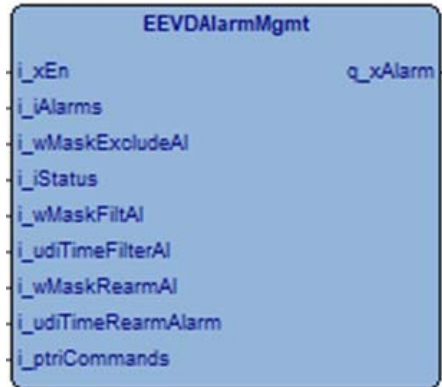 EEVDAlarmMgmt
i_xEn q_xAlarm
i_iAlarms
i_wMaskExcludeAl
i_iStatus
i_wMaskFiltAl
i_udiTimeFilterAl
i_wMaskRearmAl
i_udiTimeRearmAlarm
i_ptriCommands